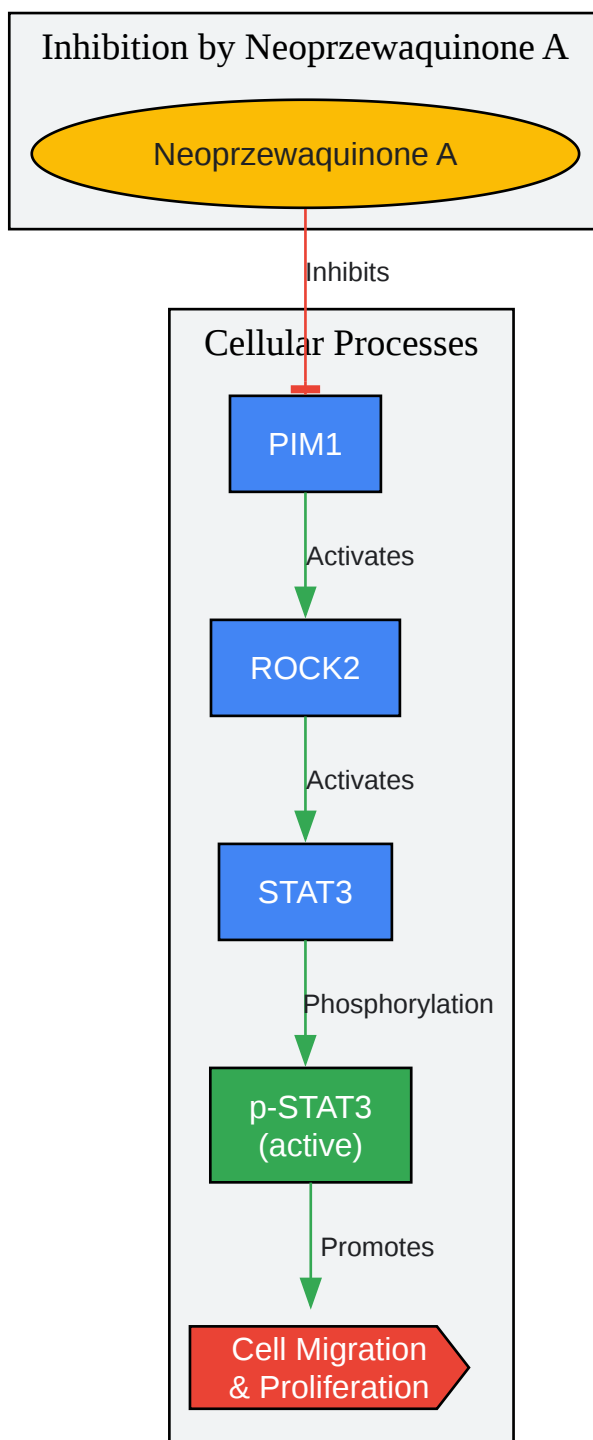 Inhibition by Neoprzewaquinone A
Neoprzewaquinone A
Inhibits
Cellular Processes
PIM1
Activates
ROCK2
Activates
STAT3
Phosphorylation
p-STAT3
(active)
Promotes
Cell Migration
& Proliferation